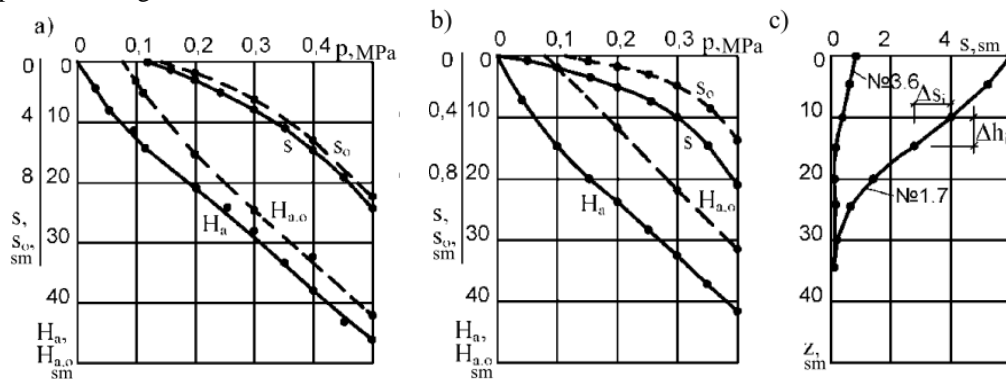 a)
0 0,1 0,2 0,3 0,4 p, MPa
0 0
4 10
8 20
30
40
s,
s₀,
sm
Hₐ,
Hₐ.ₒ
sm
s₀
s
Hₐ
Hₐ.ₒ
b)
0 0,1 0,2 0,3 p, MPa
0 0
0,4 10
0,8 20
30
40
s,
s₀,
sm
Hₐ,
Hₐ.ₒ
sm
s₀
s
Hₐ
Hₐ.ₒ
c)
0 2 4 s, sm
0
10
20
30
40
z,
sm
№3.6
Δsᵢ
Δhᵢ
№1.7